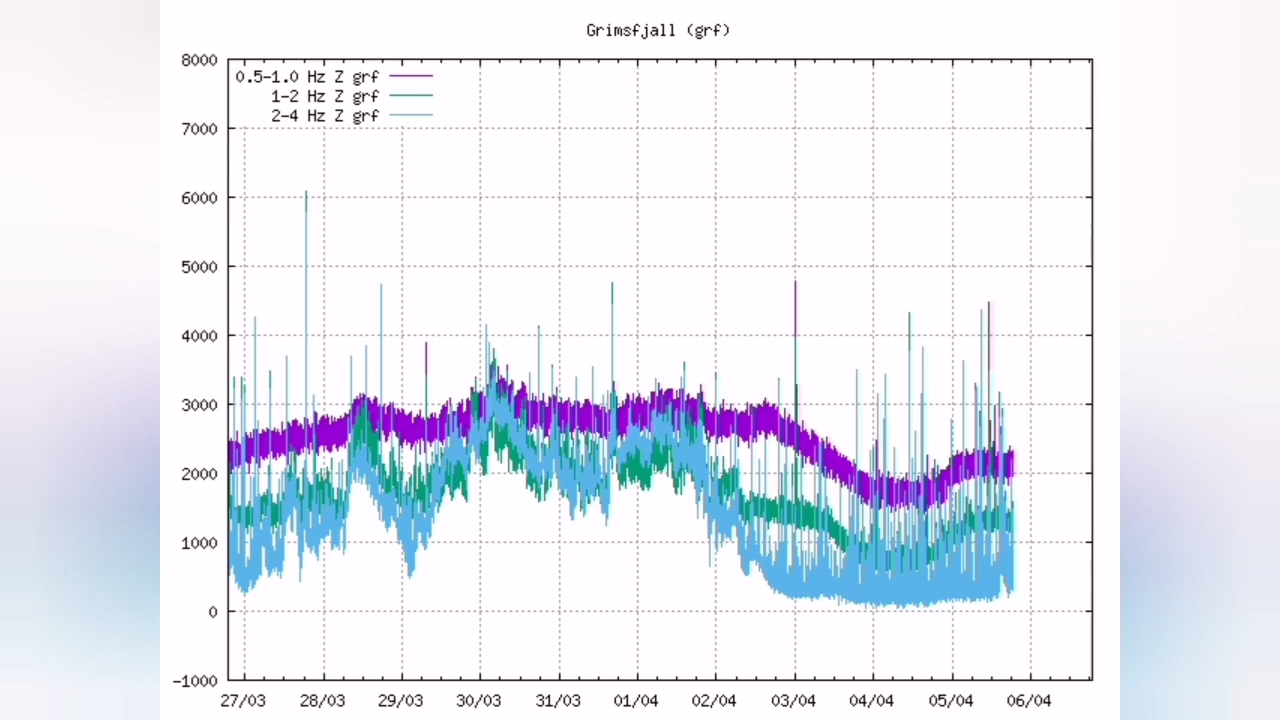 Grimsfjall (grf)
8000
0.5-1.0 Hz Z grf
1-2 Hz Z grf
2-4 Hz Z grf
7000
6000
5000
4000
3000
2000
1000
0
-1000
27/03 28/03 29/03 30/03 31/03 01/04 02/04 03/04 04/04 05/04 06/04